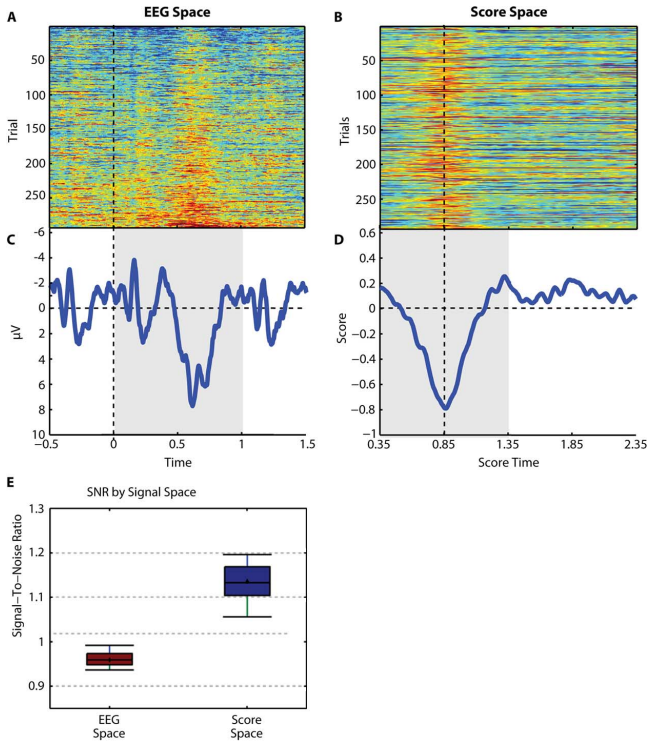 A
EEG Space
B
Score Space
Trial
50
100
150
200
250
Trials
50
100
150
200
250
C
µV
-6
-4
-2
0
2
4
6
8
10
−0.5
0
0.5
1.0
1.5
Time
D
Score
0.6
0.4
0.2
0
−0.2
−0.4
−0.6
−0.8
−1
0.35
0.85
1.35
1.85
2.35
Score Time
E
SNR by Signal Space
Signal−To−Noise Ratio
1.3
1.2
1.1
1
0.9
EEG
Space
Score
Space